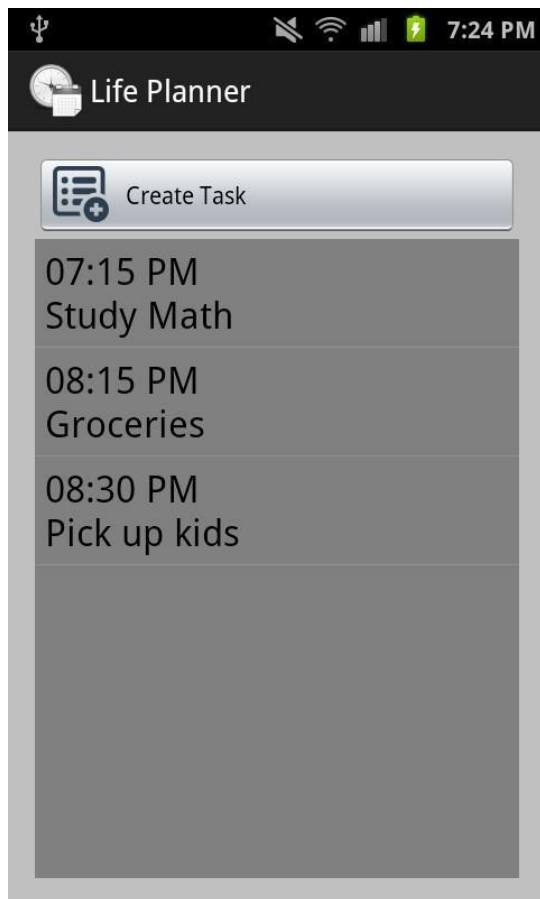 7:24 PM
Life Planner
Create Task
07:15 PM
Study Math
08:15 PM
Groceries
08:30 PM
Pick up kids